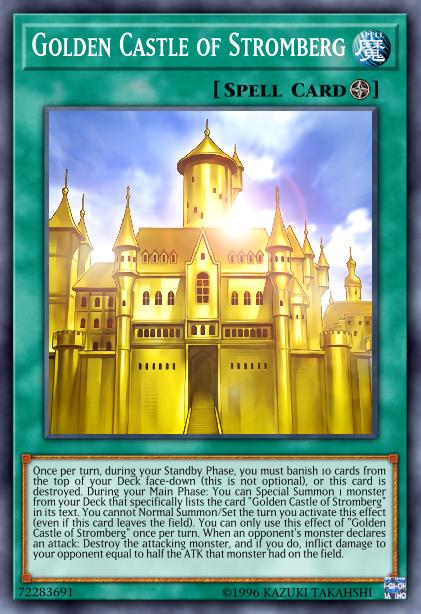 GOLDEN CASTLE OF STROMBERG
SPELL
魔
[SPELL CARD]
Once per turn, during your Standby Phase, you must banish 10 cards from
the top of your Deck face-down (this is not optional), or this card is
destroyed. During your Main Phase: You can Special Summon 1 monster
from your Deck that specifically lists the card "Golden Castle of Stromberg"
in its text. You cannot Normal Summon/Set the turn you activate this effect
(even if this card leaves the field). You can only use this effect of "Golden
Castle of Stromberg" once per turn. When an opponent's monster declares
an attack: Destroy the attacking monster, and if you do, inflict damage to
your opponent equal to half the ATK that monster had on the field.
72283691
©1996 KAZUKI TAKAHSHI